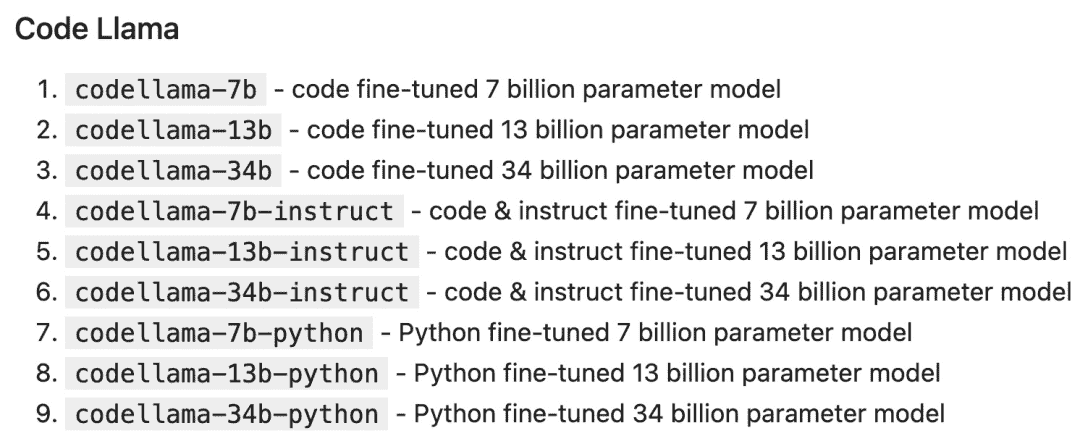 Code Llama
1. codellama-7b - code fine-tuned 7 billion parameter model
2. codellama-13b - code fine-tuned 13 billion parameter model
3. codellama-34b - code fine-tuned 34 billion parameter model
4. codellama-7b-instruct - code & instruct fine-tuned 7 billion parameter model
5. codellama-13b-instruct - code & instruct fine-tuned 13 billion parameter model
6. codellama-34b-instruct - code & instruct fine-tuned 34 billion parameter model
7. codellama-7b-python - Python fine-tuned 7 billion parameter model
8. codellama-13b-python - Python fine-tuned 13 billion parameter model
9. codellama-34b-python - Python fine-tuned 34 billion parameter model